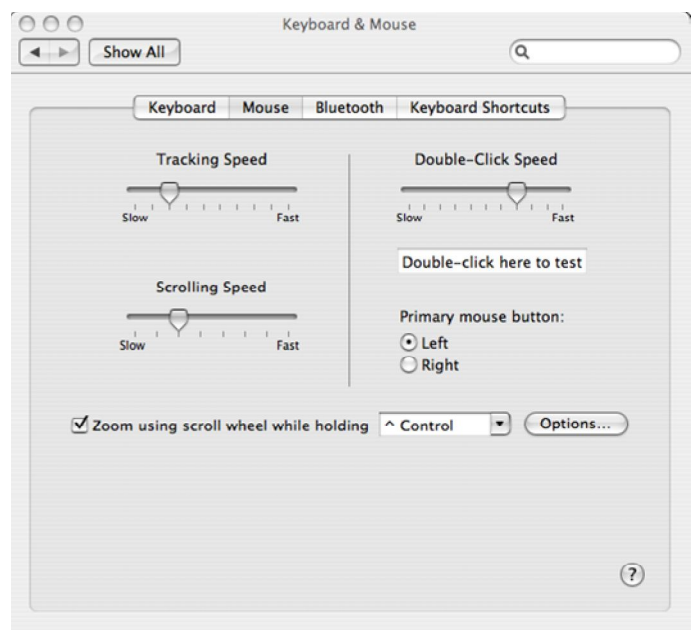 Keyboard & Mouse
Show All
Keyboard Mouse Bluetooth Keyboard Shortcuts
Tracking Speed
Slow Fast
Scrolling Speed
Slow Fast
Double-Click Speed
Slow Fast
Double-click here to test
Primary mouse button:
Left
Right
Zoom using scroll wheel while holding ^ Control Options...
?